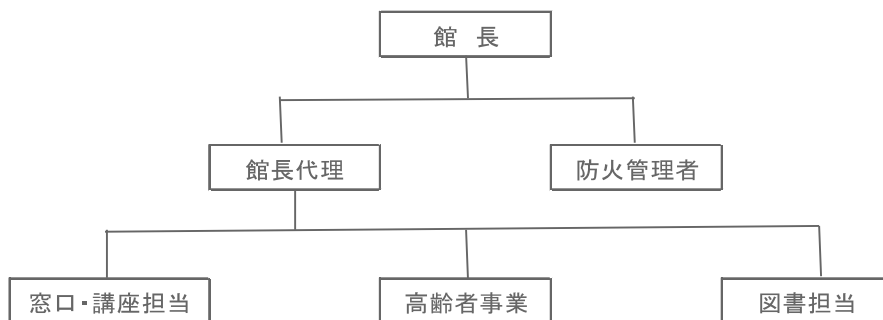 館 長
館長代理
防火管理者
窓口・講座担当
高齢者事業
図書担当